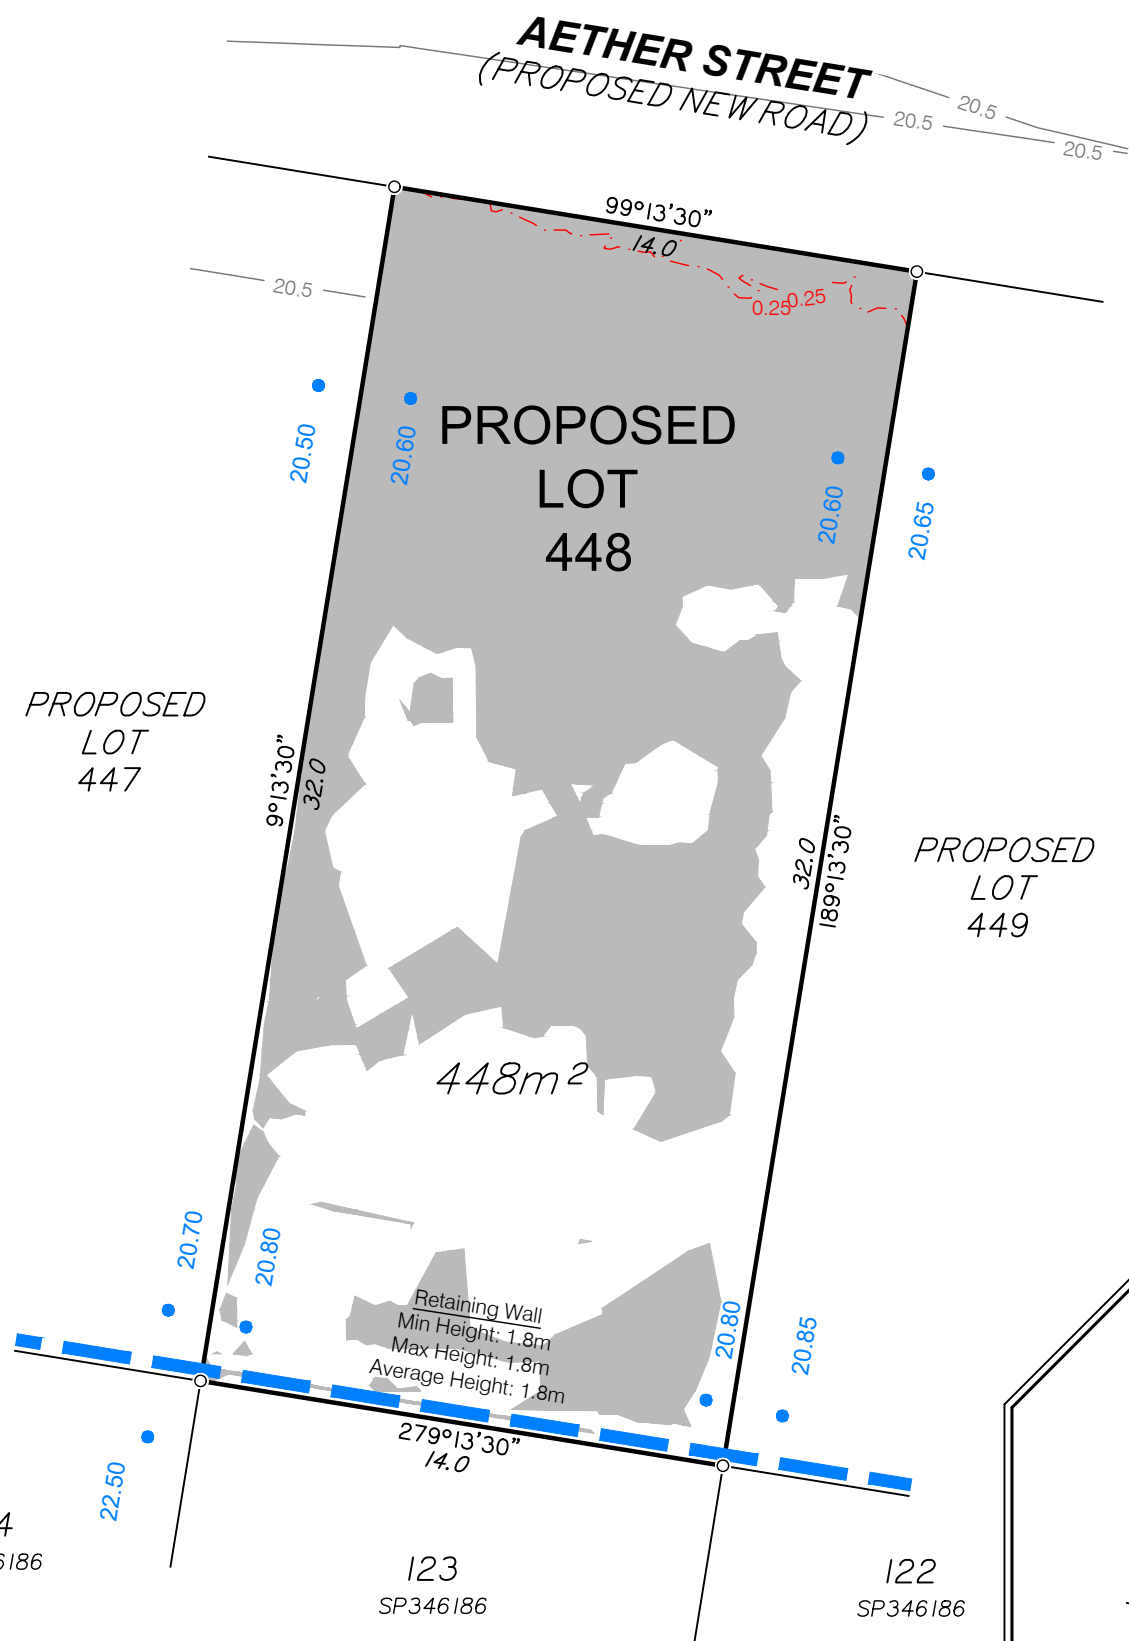 AETHER STREET
(PROPOSED NEW ROAD)
20.5
20.5
20.5
99°13'30"
14.0
20.5
0.25
0.25
20.50
20.60
PROPOSED
LOT
448
20.60
20.65
PROPOSED
LOT
447
9°13'30"
32.0
32.0
189°13'30"
PROPOSED
LOT
449
448m²
20.70
20.80
Retaining Wall
Min Height: 1.8m
Max Height: 1.8m
Average Height: 1.8m
20.80
20.85
279°13'30"
14.0
22.50
4
6186
123
SP346186
122
SP346186